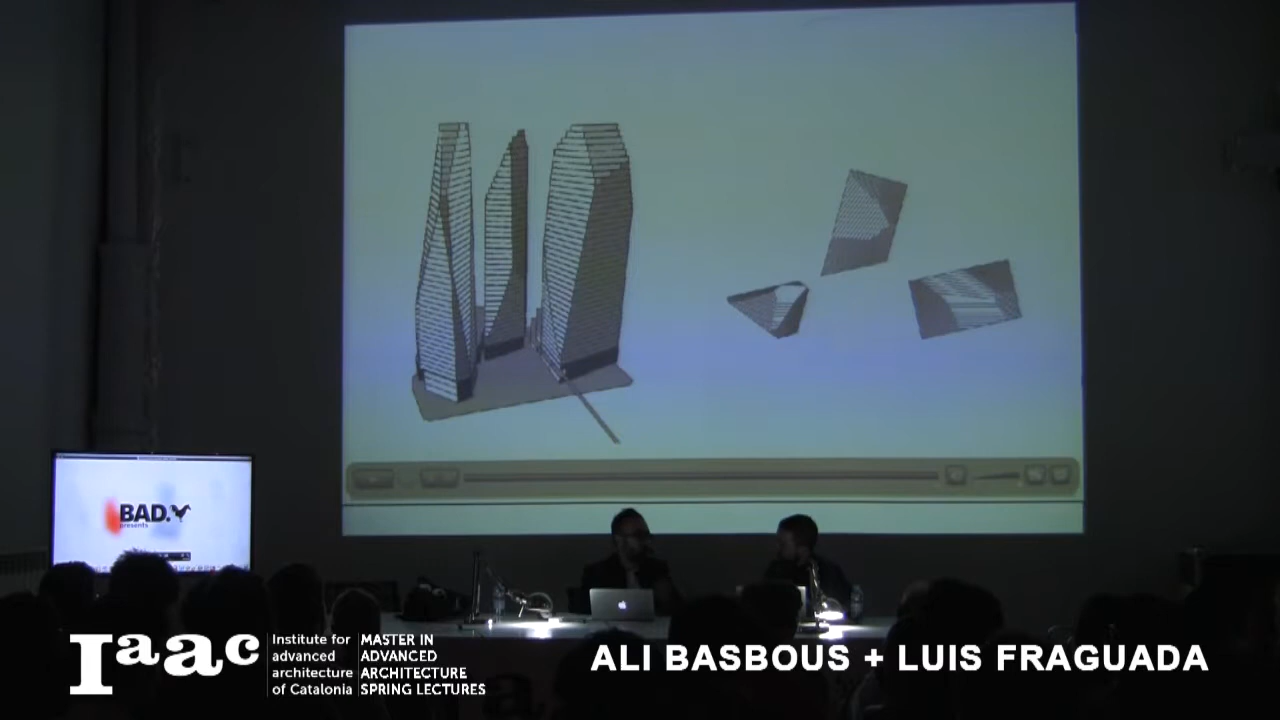 BAD.
presents
Iaac
Institute for
advanced
architecture
of Catalonia
MASTER IN
ADVANCED
ARCHITECTURE
SPRING LECTURES
ALI BASBOUS + LUIS FRAGUADA